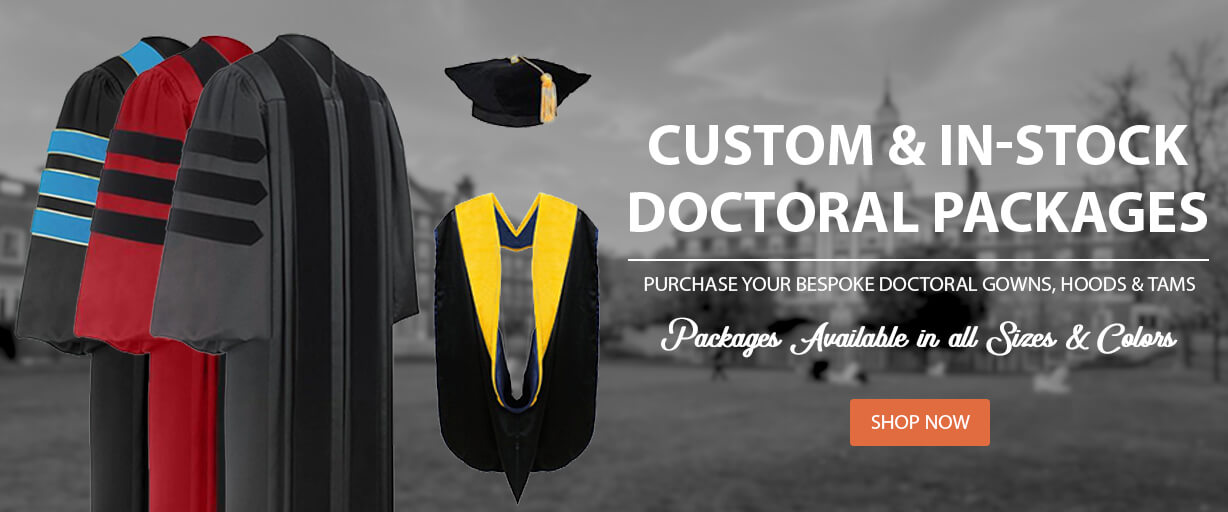 CUSTOM & IN-STOCK
DOCTORAL PACKAGES
PURCHASE YOUR BESPOKE DOCTORAL GOWNS, HOODS & TAMS
Packages Available in all Sizes & Colors
SHOP NOW